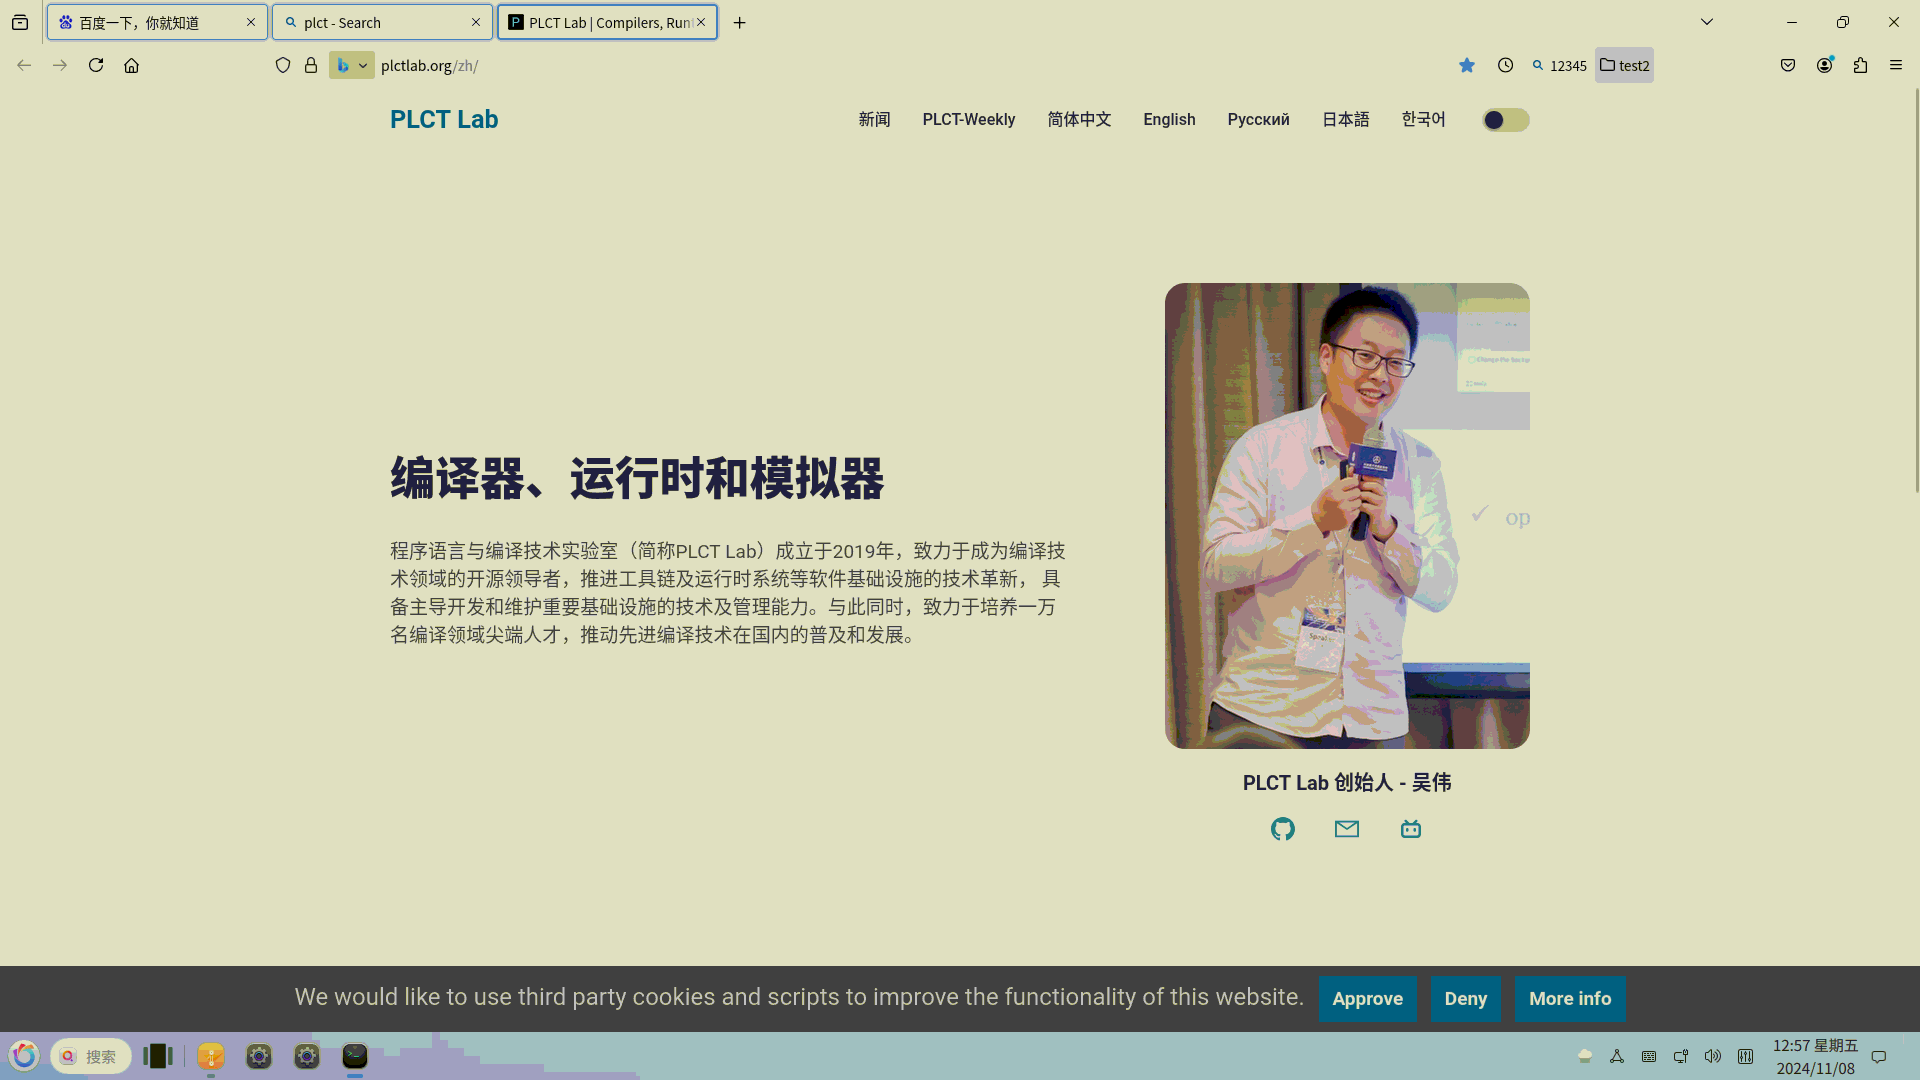 百度一下，你就知道
plct - Search
PLCT Lab | Compilers, Run
plctlab.org/zh/
12345
test2
PLCT Lab
新闻
PLCT-Weekly
简体中文
English
Русский
日本語
한국어
编译器、运行时和模拟器
程序语言与编译技术实验室（简称PLCT Lab）成立于2019年，致力于成为编译技
术领域的开源领导者，推进工具链及运行时系统等软件基础设施的技术革新， 具
备主导开发和维护重要基础设施的技术及管理能力。与此同时，致力于培养一万
名编译领域尖端人才，推动先进编译技术在国内的普及和发展。
op
PLCT Lab 创始人 - 吴伟
We would like to use third party cookies and scripts to improve the functionality of this website.
Approve
Deny
More info
搜索
12:57 星期五
2024/11/08